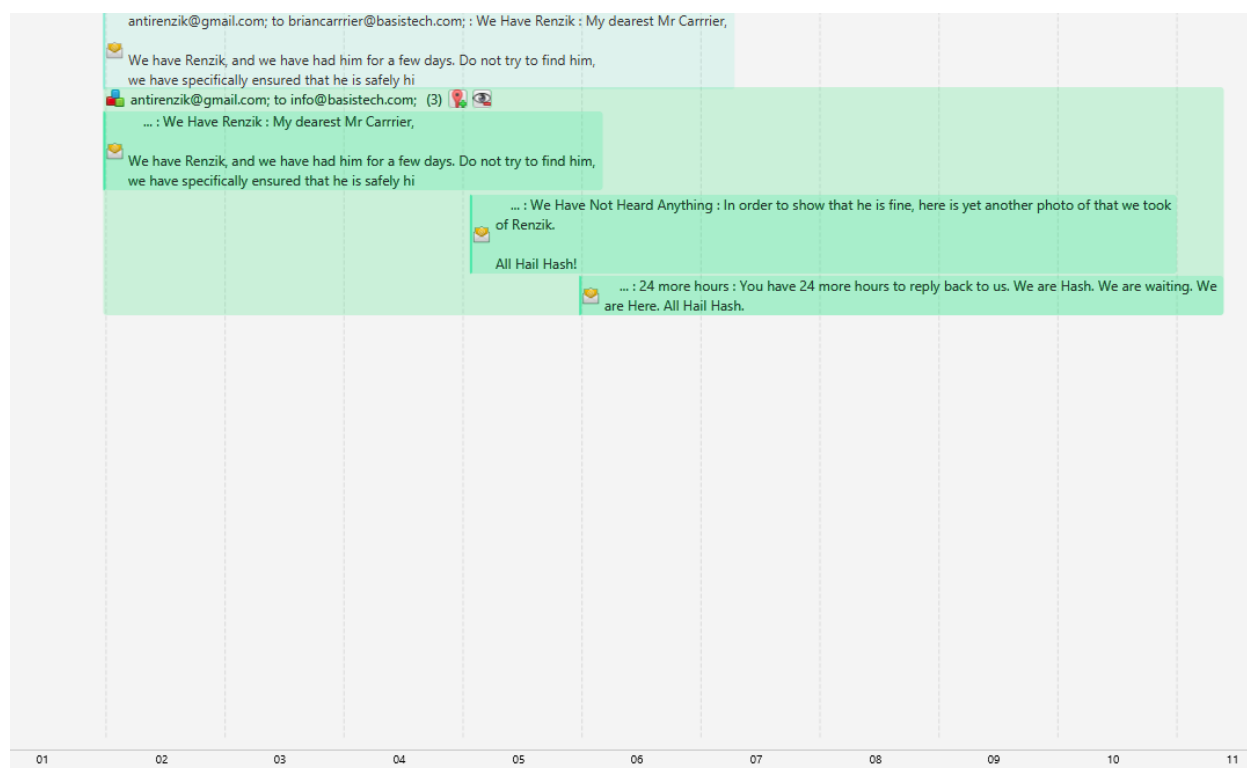 antirenzik@gmail.com; to briancarrrier@basistech.com; : We Have Renzik : My dearest Mr Carrrier,
We have Renzik, and we have had him for a few days. Do not try to find him,
we have specifically ensured that he is safely hi
antirenzik@gmail.com; to info@basistech.com; (3)
... : We Have Renzik : My dearest Mr Carrrier,
We have Renzik, and we have had him for a few days. Do not try to find him,
we have specifically ensured that he is safely hi
... : We Have Not Heard Anything : In order to show that he is fine, here is yet another photo of that we took
of Renzik.
All Hail Hash!
... : 24 more hours : You have 24 more hours to reply back to us. We are Hash. We are waiting. We
are Here. All Hail Hash.
01 02 03 04 05 06 07 08 09 10 11